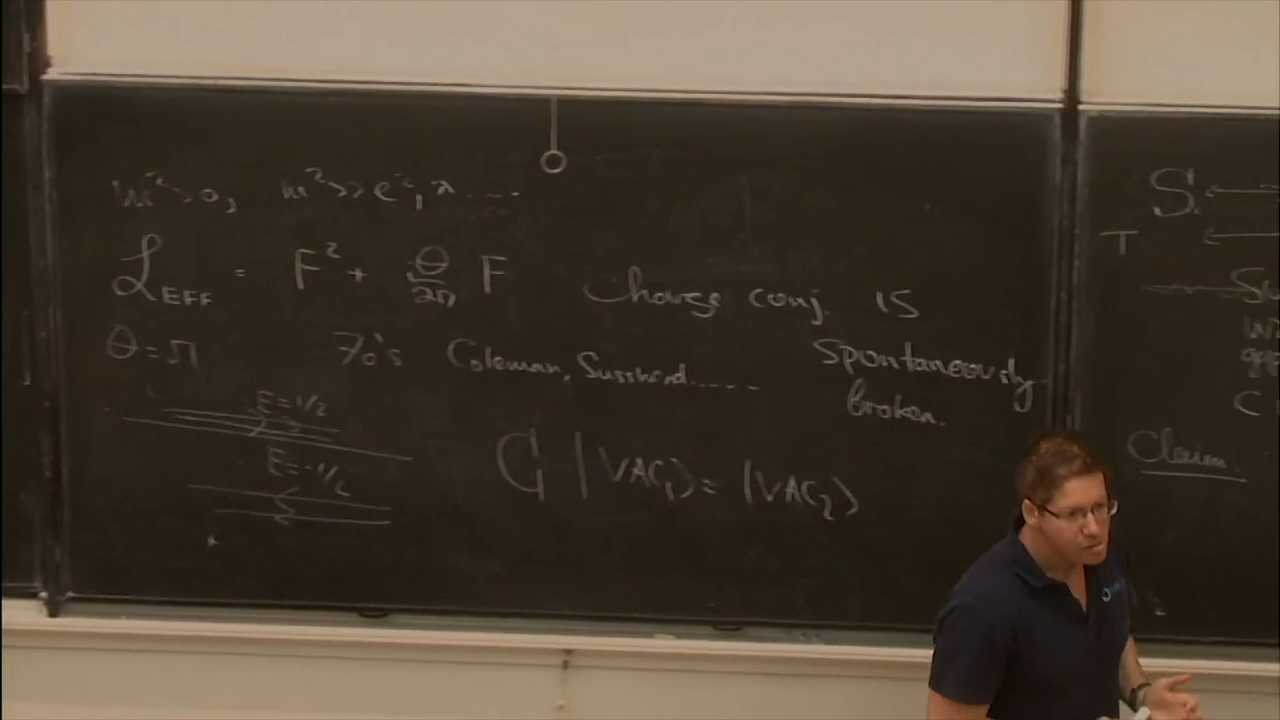 m²>0, m²>>e², λ.....
ℒ_EFF = F² + θ/2π F
Charge conj. is
spontaneously
broken.
θ=π 70's Coleman, Susskind.....
E=1/2
E=-1/2
C |VAC₁⟩ = |VAC₂⟩
S
T
C
Claim